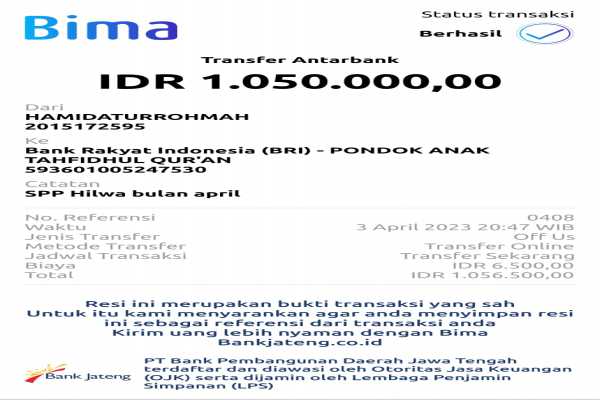 Bima
Status transaksi
Berhasil
Transfer Antarbank
IDR 1.050.000,00
Dari
HAMIDATURROHMAH
2015172595
Ke
Bank Rakyat Indonesia (BRI) - PONDOK ANAK
TAHFIDHUL QUR'AN
593601005247530
Catatan
SPP Hilwa bulan april
No. Referensi 0408
Waktu 3 April 2023 20:47 WIB
Jenis Transfer Off Us
Metode Transfer Transfer Online
Jadwal Transaksi Transfer Sekarang
Biaya IDR 6.500,00
Total IDR 1.056.500,00
Resi ini merupakan bukti transaksi yang sah
Untuk itu kami menyarankan agar anda menyimpan resi
ini sebagai referensi dari transaksi anda
Kirim uang lebih nyaman dengan Bima
Bankjateng.co.id
Bank Jateng
PT Bank Pembangunan Daerah Jawa Tengah
terdaftar dan diawasi oleh Otoritas Jasa Keuangan
(OJK) serta dijamin oleh Lembaga Penjamin
Simpanan (LPS)